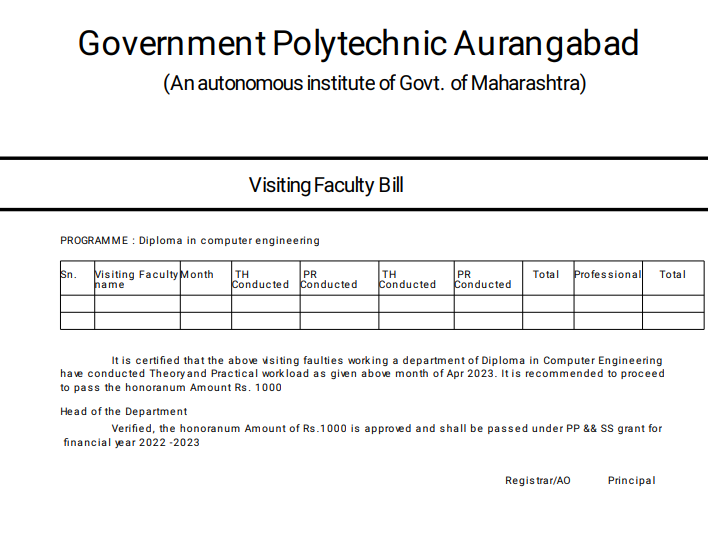 Government Polytechnic Aurangabad
(An autonomous institute of Govt. of Maharashtra)
Visiting Faculty Bill
PROGRAMME : Diploma in computer engineering
Sn. Visiting Faculty name Month TH Conducted PR Conducted TH Conducted PR Conducted Total Professional Total
It is certified that the above visiting faulties working a department of Diploma in Computer Engineering
have conducted Theory and Practical workload as given above month of Apr 2023. It is recommended to proceed
to pass the honoranum Amount Rs. 1000
Head of the Department
Verified, the honoranum Amount of Rs.1000 is approved and shall be passed under PP && SS grant for
financial year 2022 -2023
Registrar/AO Principal